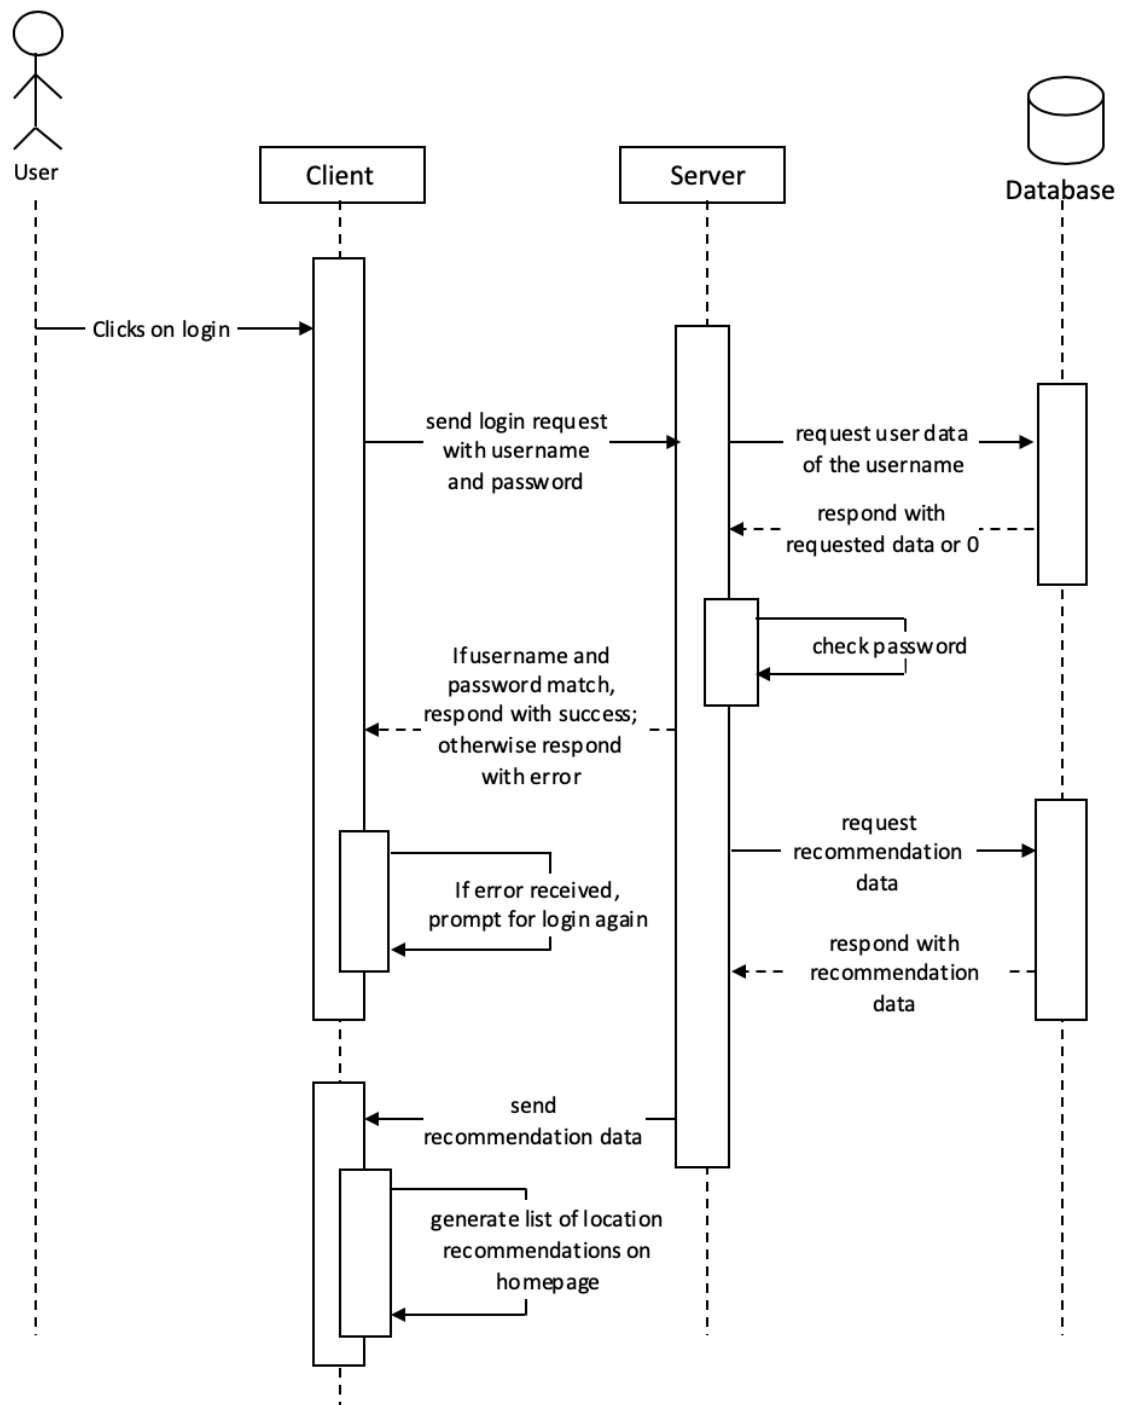 User
Client
Server
Database
Clicks on login
send login request
with username
and password
request user data
of the username
respond with
requested data or 0
check password
If username and
password match,
respond with success;
otherwise respond
with error
request
recommendation
data
If error received,
prompt for login again
respond with
recommendation
data
send
recommendation data
generate list of location
recommendations on
homepage